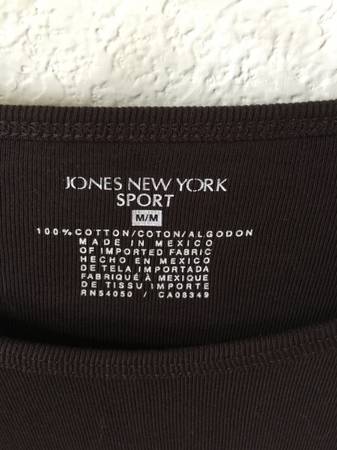 JONES NEW YORK
SPORT
M/M
100% COTTON/COTON/ALGODON
MADE IN MEXICO
OF IMPORTED FABRIC
HECHO EN MEXICO
DE TELA IMPORTADA
FABRIQUÉ À MEXIQUE
DE TISSU IMPORTE
RN54050 / CA08349